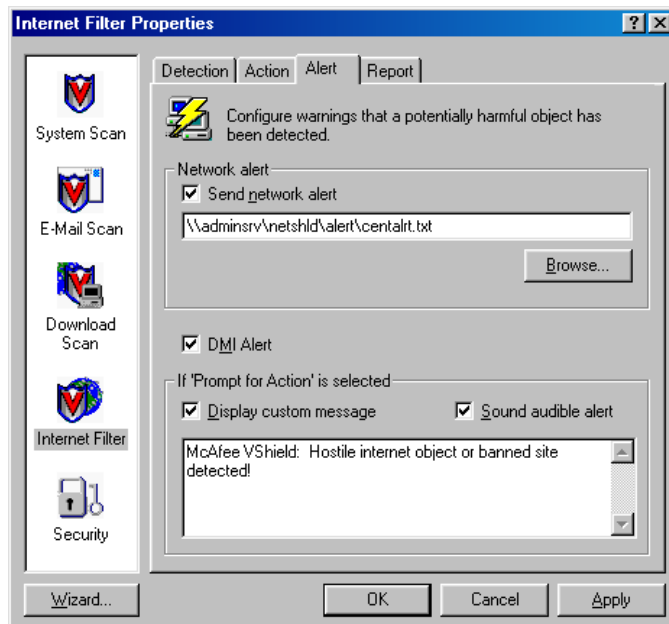 Internet Filter Properties
System Scan
E-Mail Scan
Download
Scan
Internet Filter
Security
Wizard...
Detection
Action
Alert
Report
Configure warnings that a potentially harmful object has
been detected.
Network alert
Send network alert
\\adminsrv\netshld\alert\centalrt.txt
Browse...
DMI Alert
If 'Prompt for Action' is selected
Display custom message
Sound audible alert
McAfee VShield:  Hostile internet object or banned site
detected!
OK
Cancel
Apply